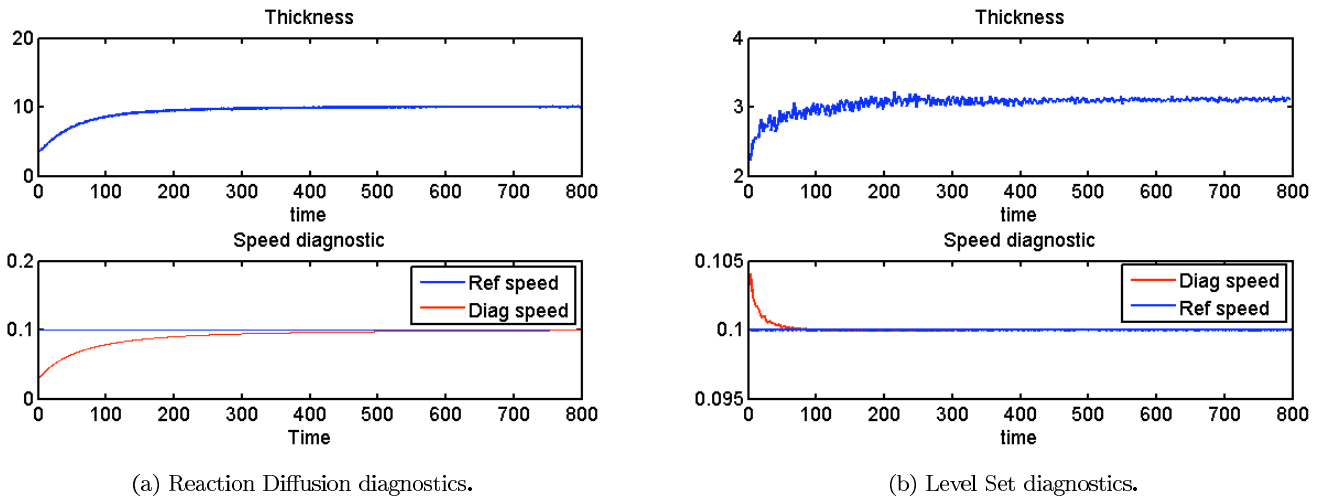 Thickness
20
10
0
0 100 200 300 400 500 600 700 800
time
Speed diagnostic
0.2
0.1
0
Ref speed
Diag speed
0 100 200 300 400 500 600 700 800
Time
(a) Reaction Diffusion diagnostics.
Thickness
4
3
2
0 100 200 300 400 500 600 700 800
time
Speed diagnostic
0.105
0.1
0.095
Diag speed
Ref speed
0 100 200 300 400 500 600 700 800
time
(b) Level Set diagnostics.